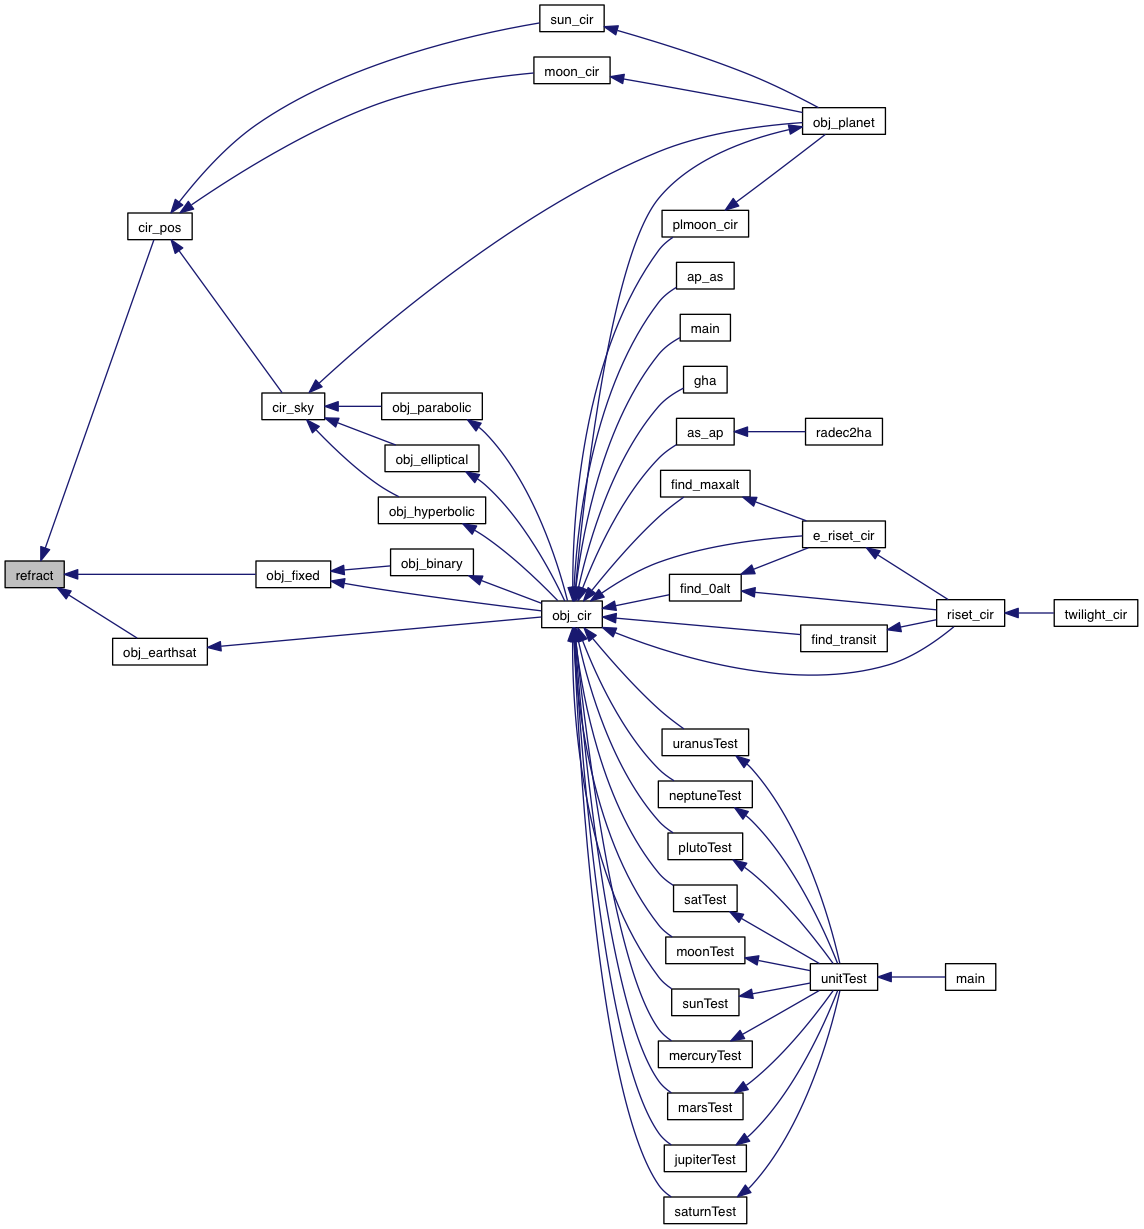 sun_cir
moon_cir
obj_planet
cir_pos
plmoon_cir
ap_as
main
gha
cir_sky
obj_parabolic
as_ap
radec2ha
obj_elliptical
find_maxalt
obj_hyperbolic
e_riset_cir
refract
obj_fixed
obj_binary
find_0alt
obj_cir
riset_cir
twilight_cir
obj_earthsat
find_transit
uranusTest
neptuneTest
plutoTest
satTest
moonTest
unitTest
main
sunTest
mercuryTest
marsTest
jupiterTest
saturnTest